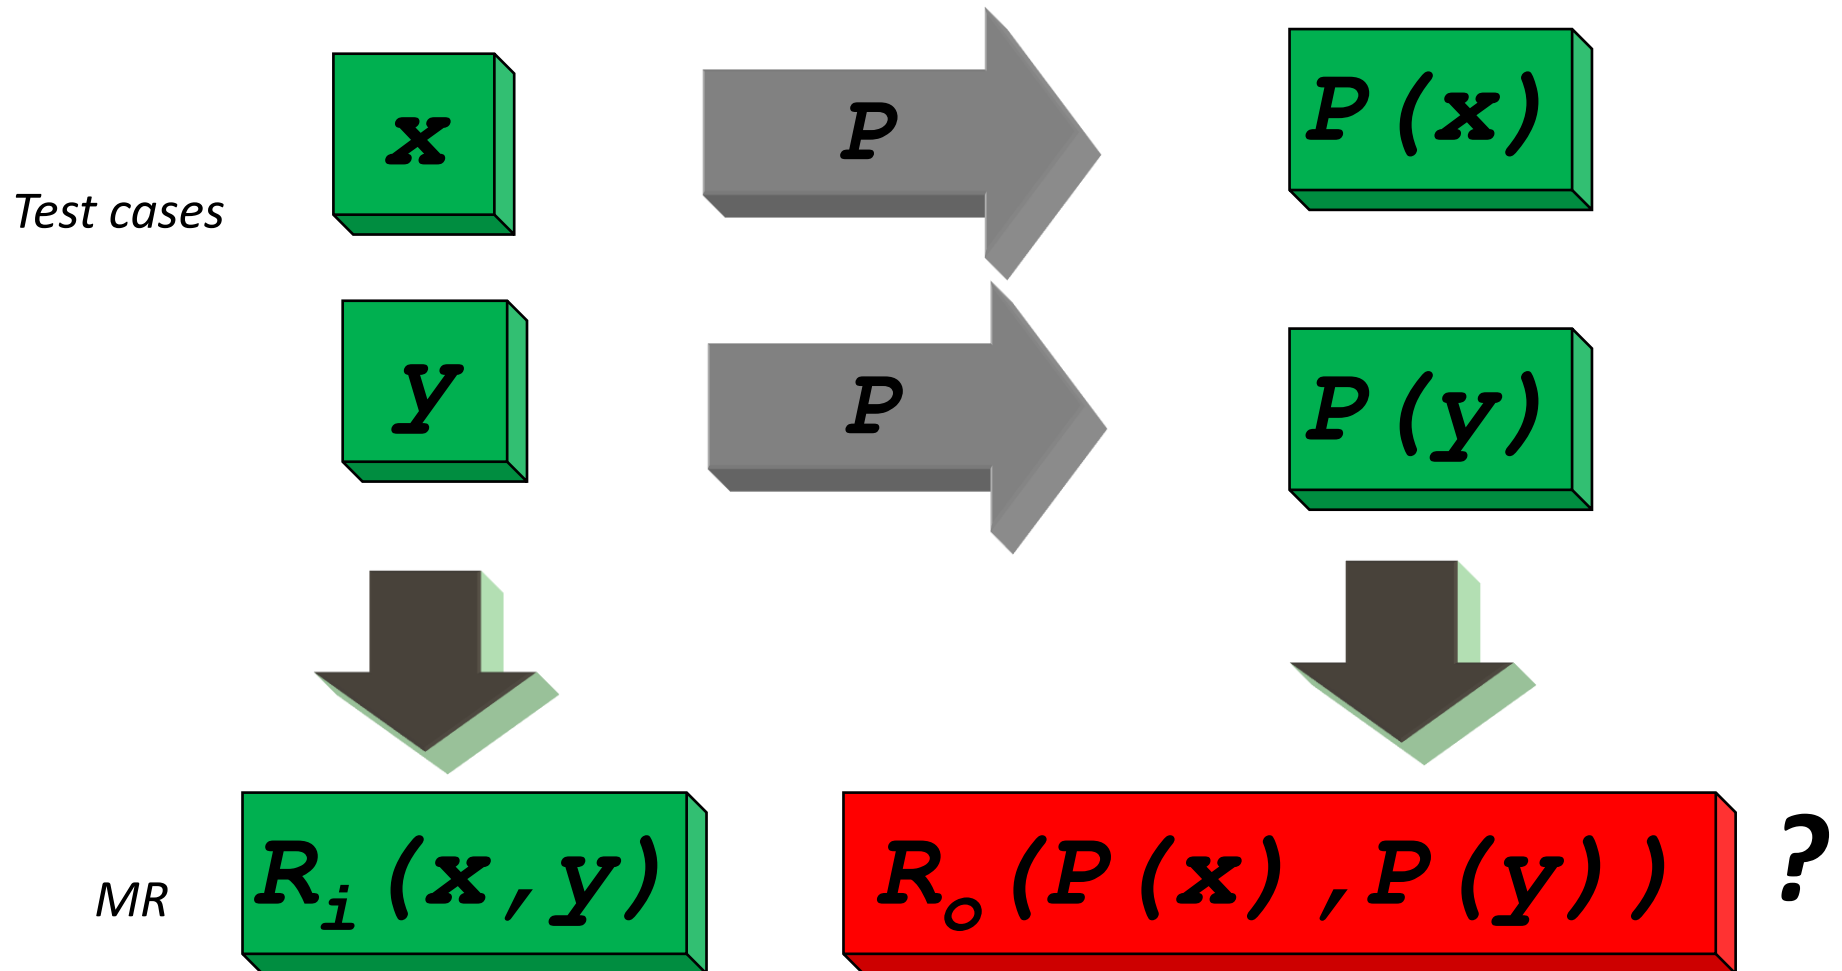 x P P(x)
Test cases
y P P(y)
MR Ri(x,y) Ro(P(x),P(y)) ?